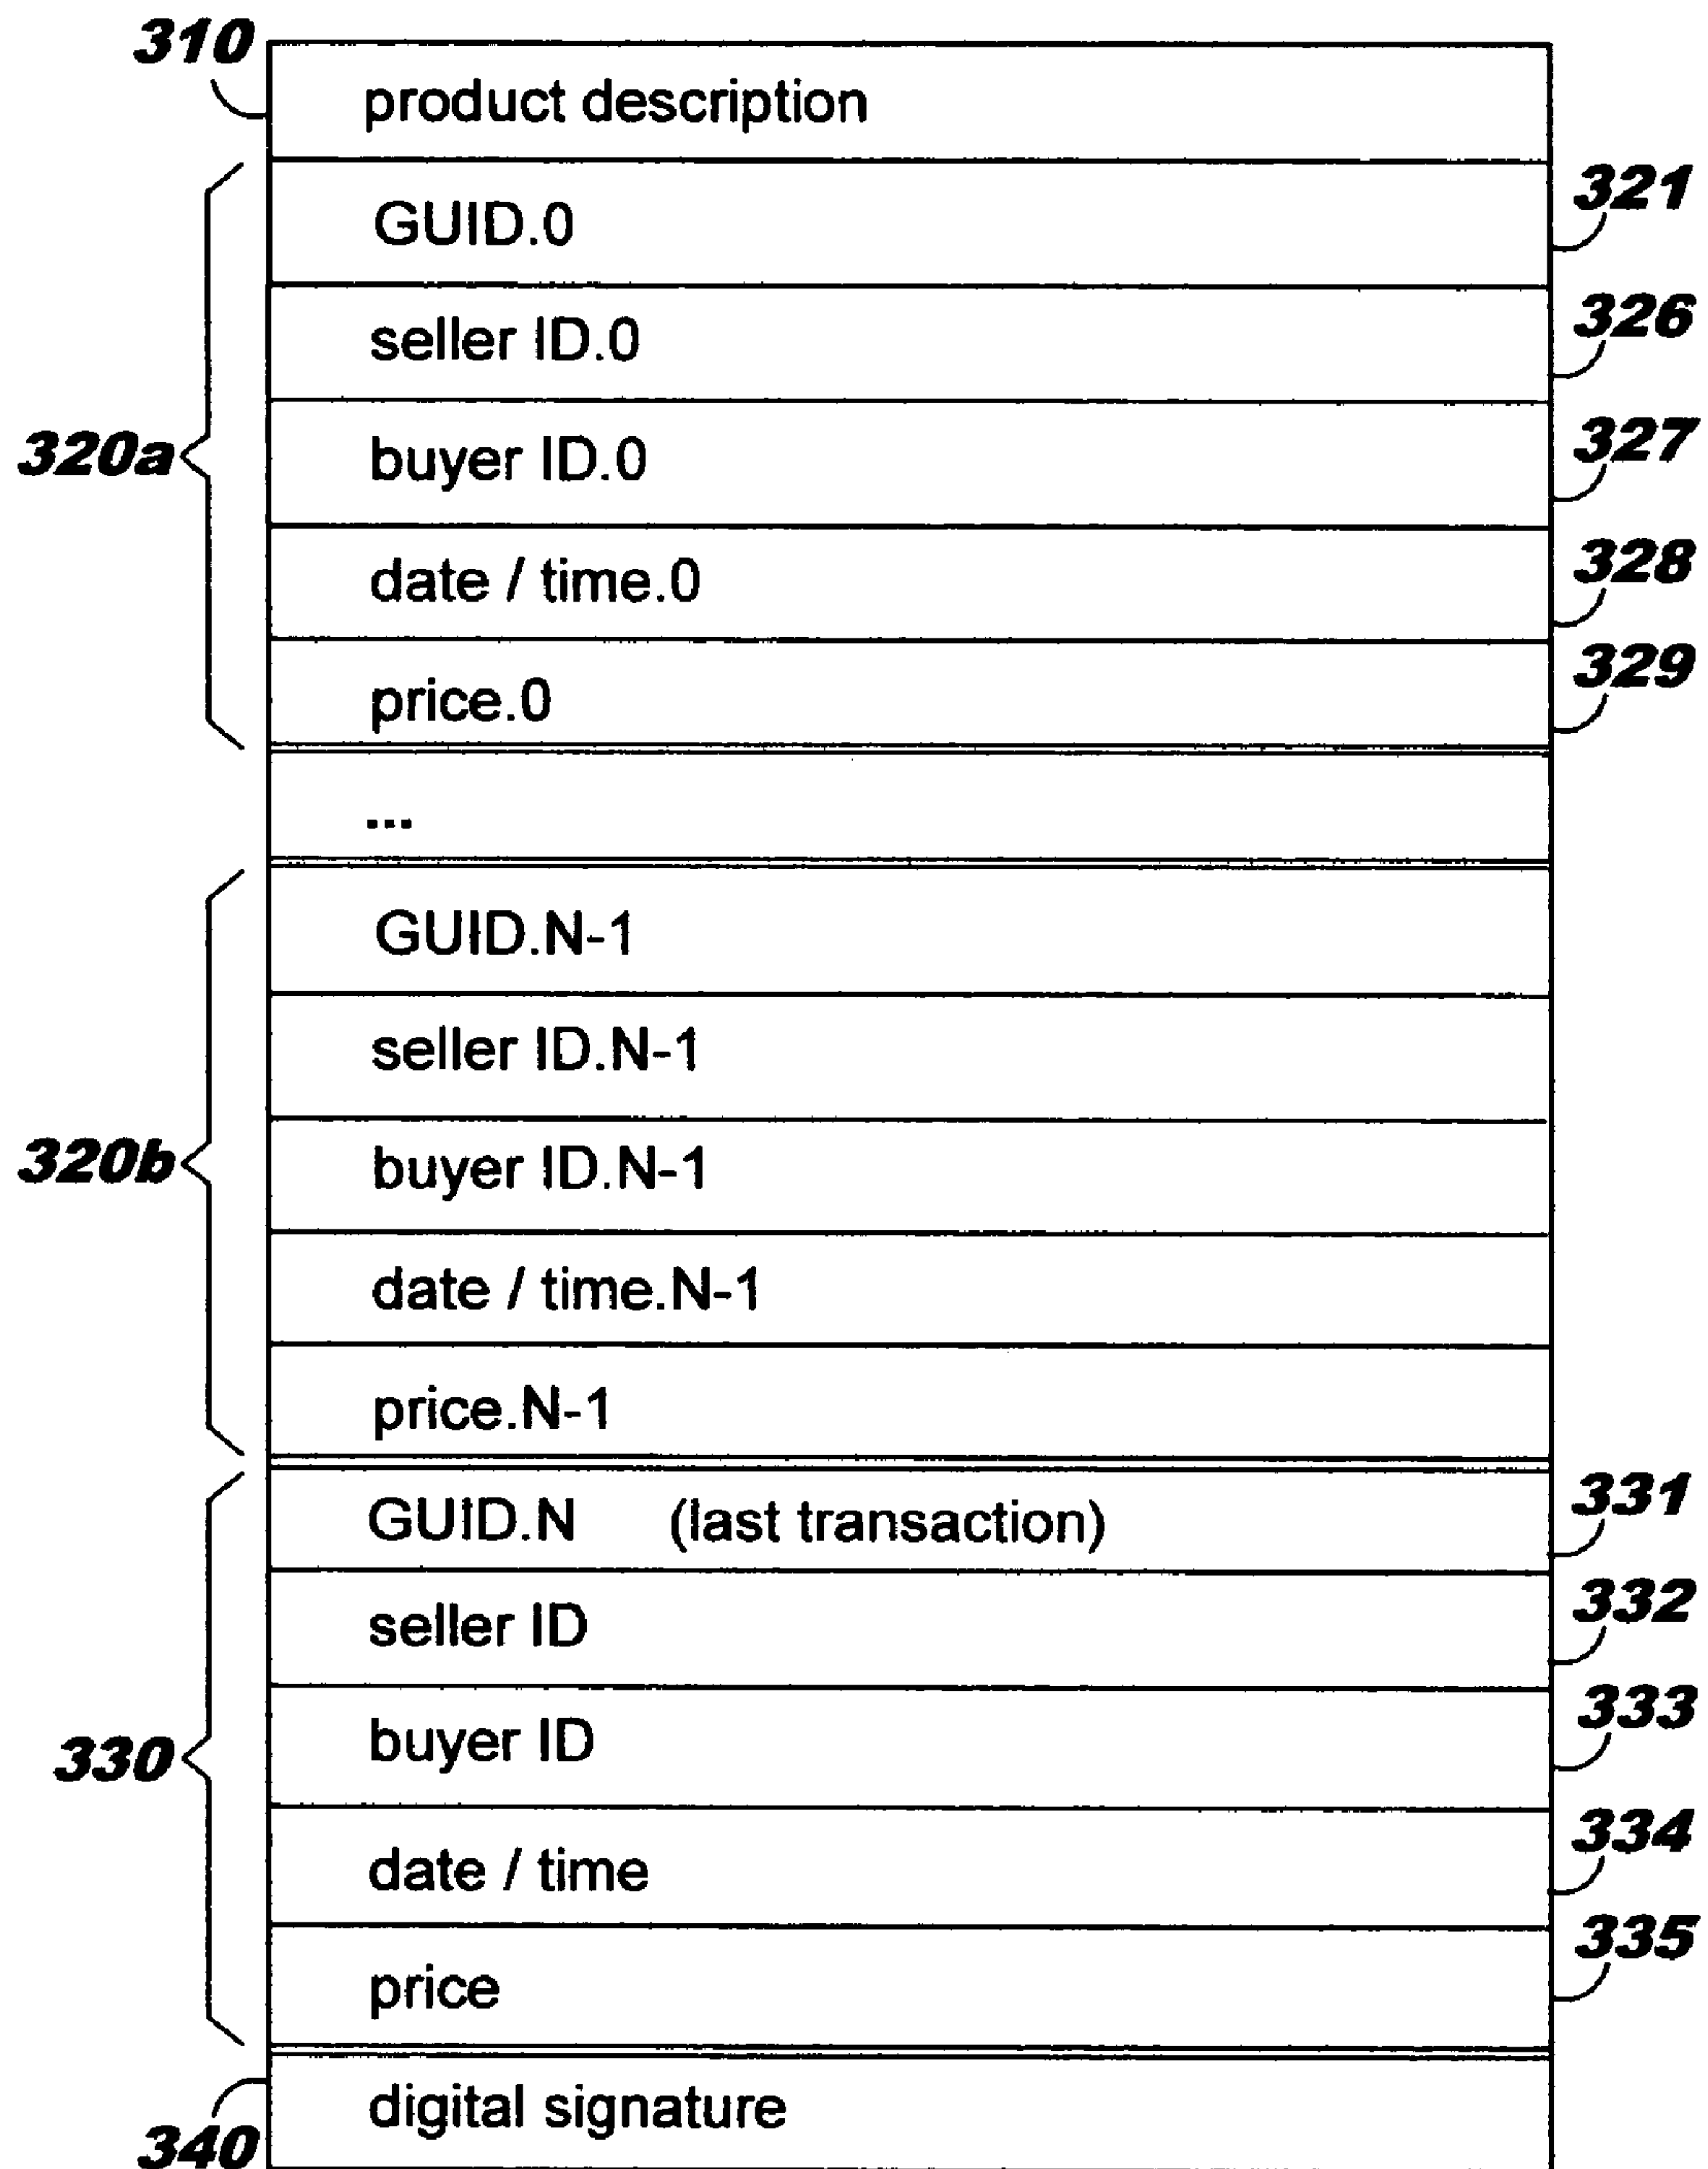 310
product description
GUID.0
321
seller ID.0
326
320a
buyer ID.0
327
date / time.0
328
price.0
329
...
GUID.N-1
seller ID.N-1
320b
buyer ID.N-1
date / time.N-1
price.N-1
GUID.N (last transaction)
331
seller ID
332
330
buyer ID
333
date / time
334
price
335
digital signature
340